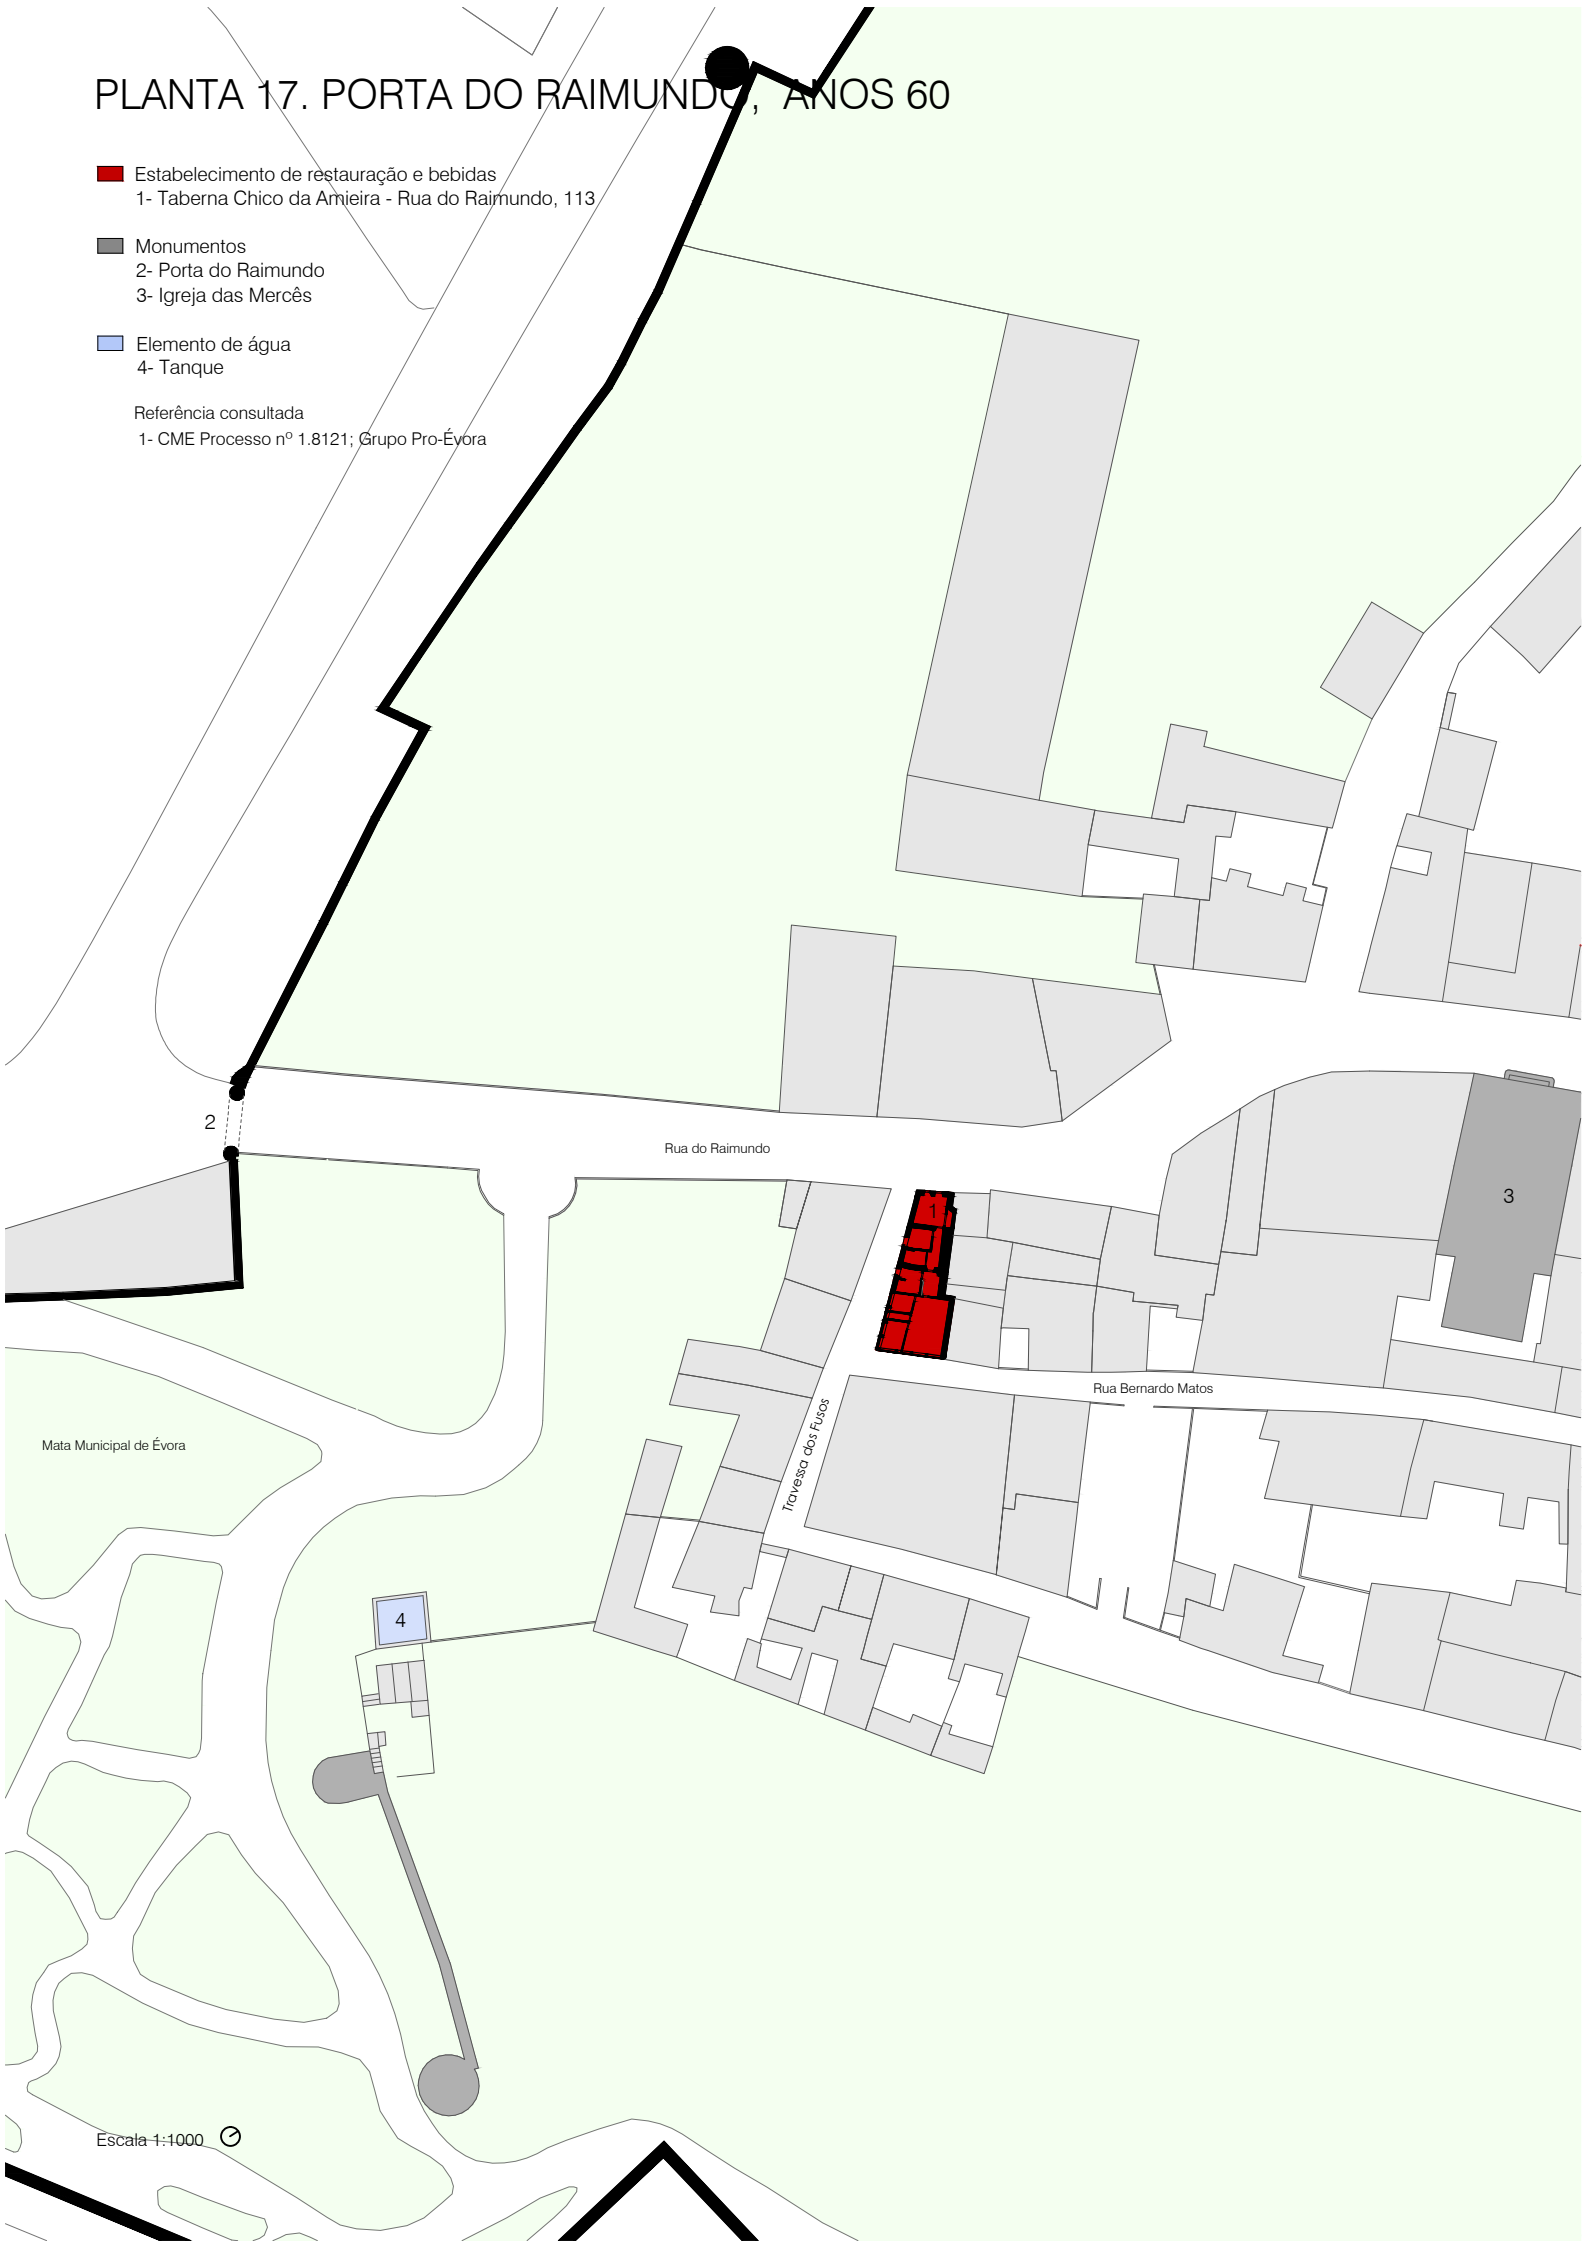 PLANTA 17. PORTA DO RAIMUNDO, ANOS 60
Estabelecimento de restauração e bebidas
1- Taberna Chico da Amieira - Rua do Raimundo, 113
Monumentos
2- Porta do Raimundo
3- Igreja das Mercês
Elemento de água
4- Tanque
Referência consultada
1- CME Processo nº 1.8121; Grupo Pro-Évora
2
Rua do Raimundo
1
3
Rua Bernardo Matos
Travessa dos Fusos
Mata Municipal de Évora
4
Escala 1:1000